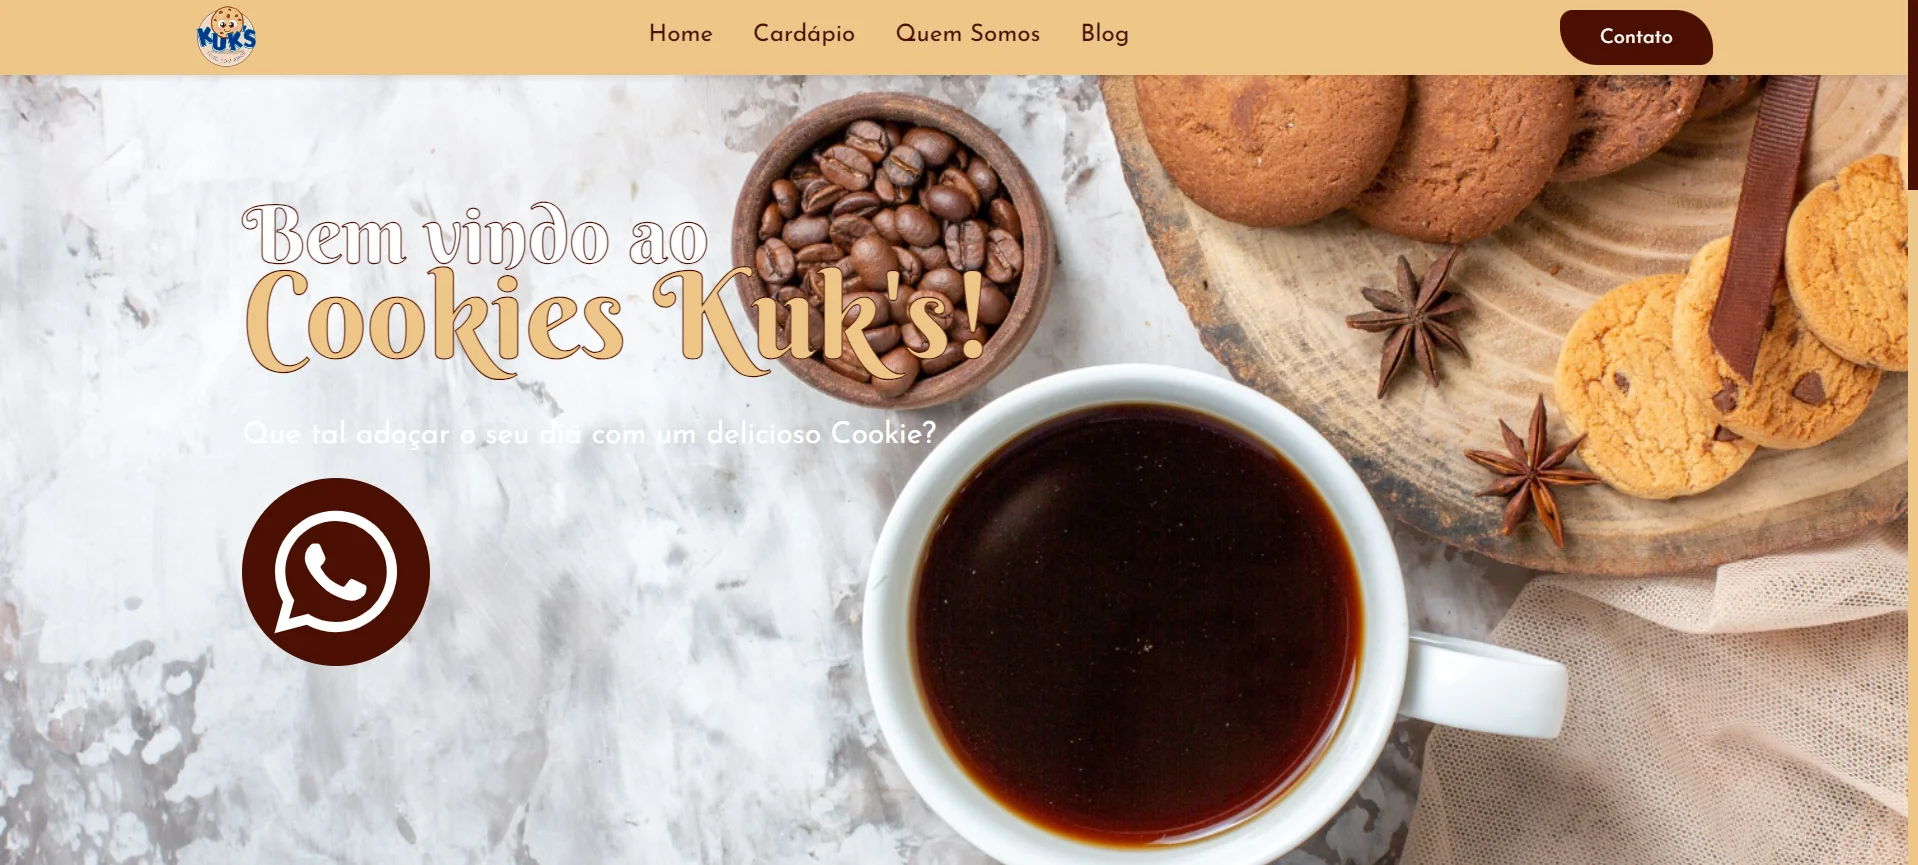 KUK'S
Home
Cardápio
Quem Somos
Blog
Contato
Bem vindo ao
Cookies Kuk's!
Que tal adoçar o seu dia com um delicioso Cookie?